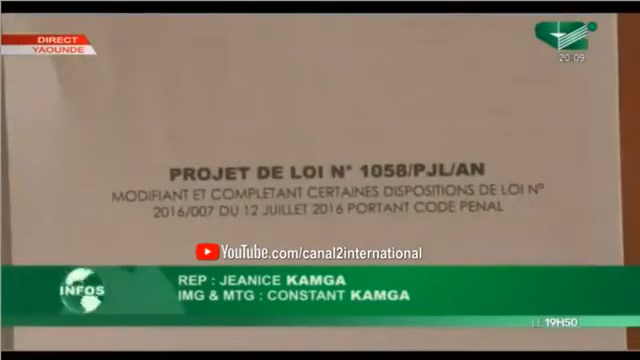 DIRECT
YAOUNDE
20:09
PROJET DE LOI N° 1058/PJL/AN
MODIFIANT ET COMPLETANT CERTAINES DISPOSITIONS DE LOI N°
2016/007 DU 12 JUILLET 2016 PORTANT CODE PENAL
YouTube.com/canal2international
INFOS
REP : JEANICE KAMGA
IMG & MTG : CONSTANT KAMGA
19H50